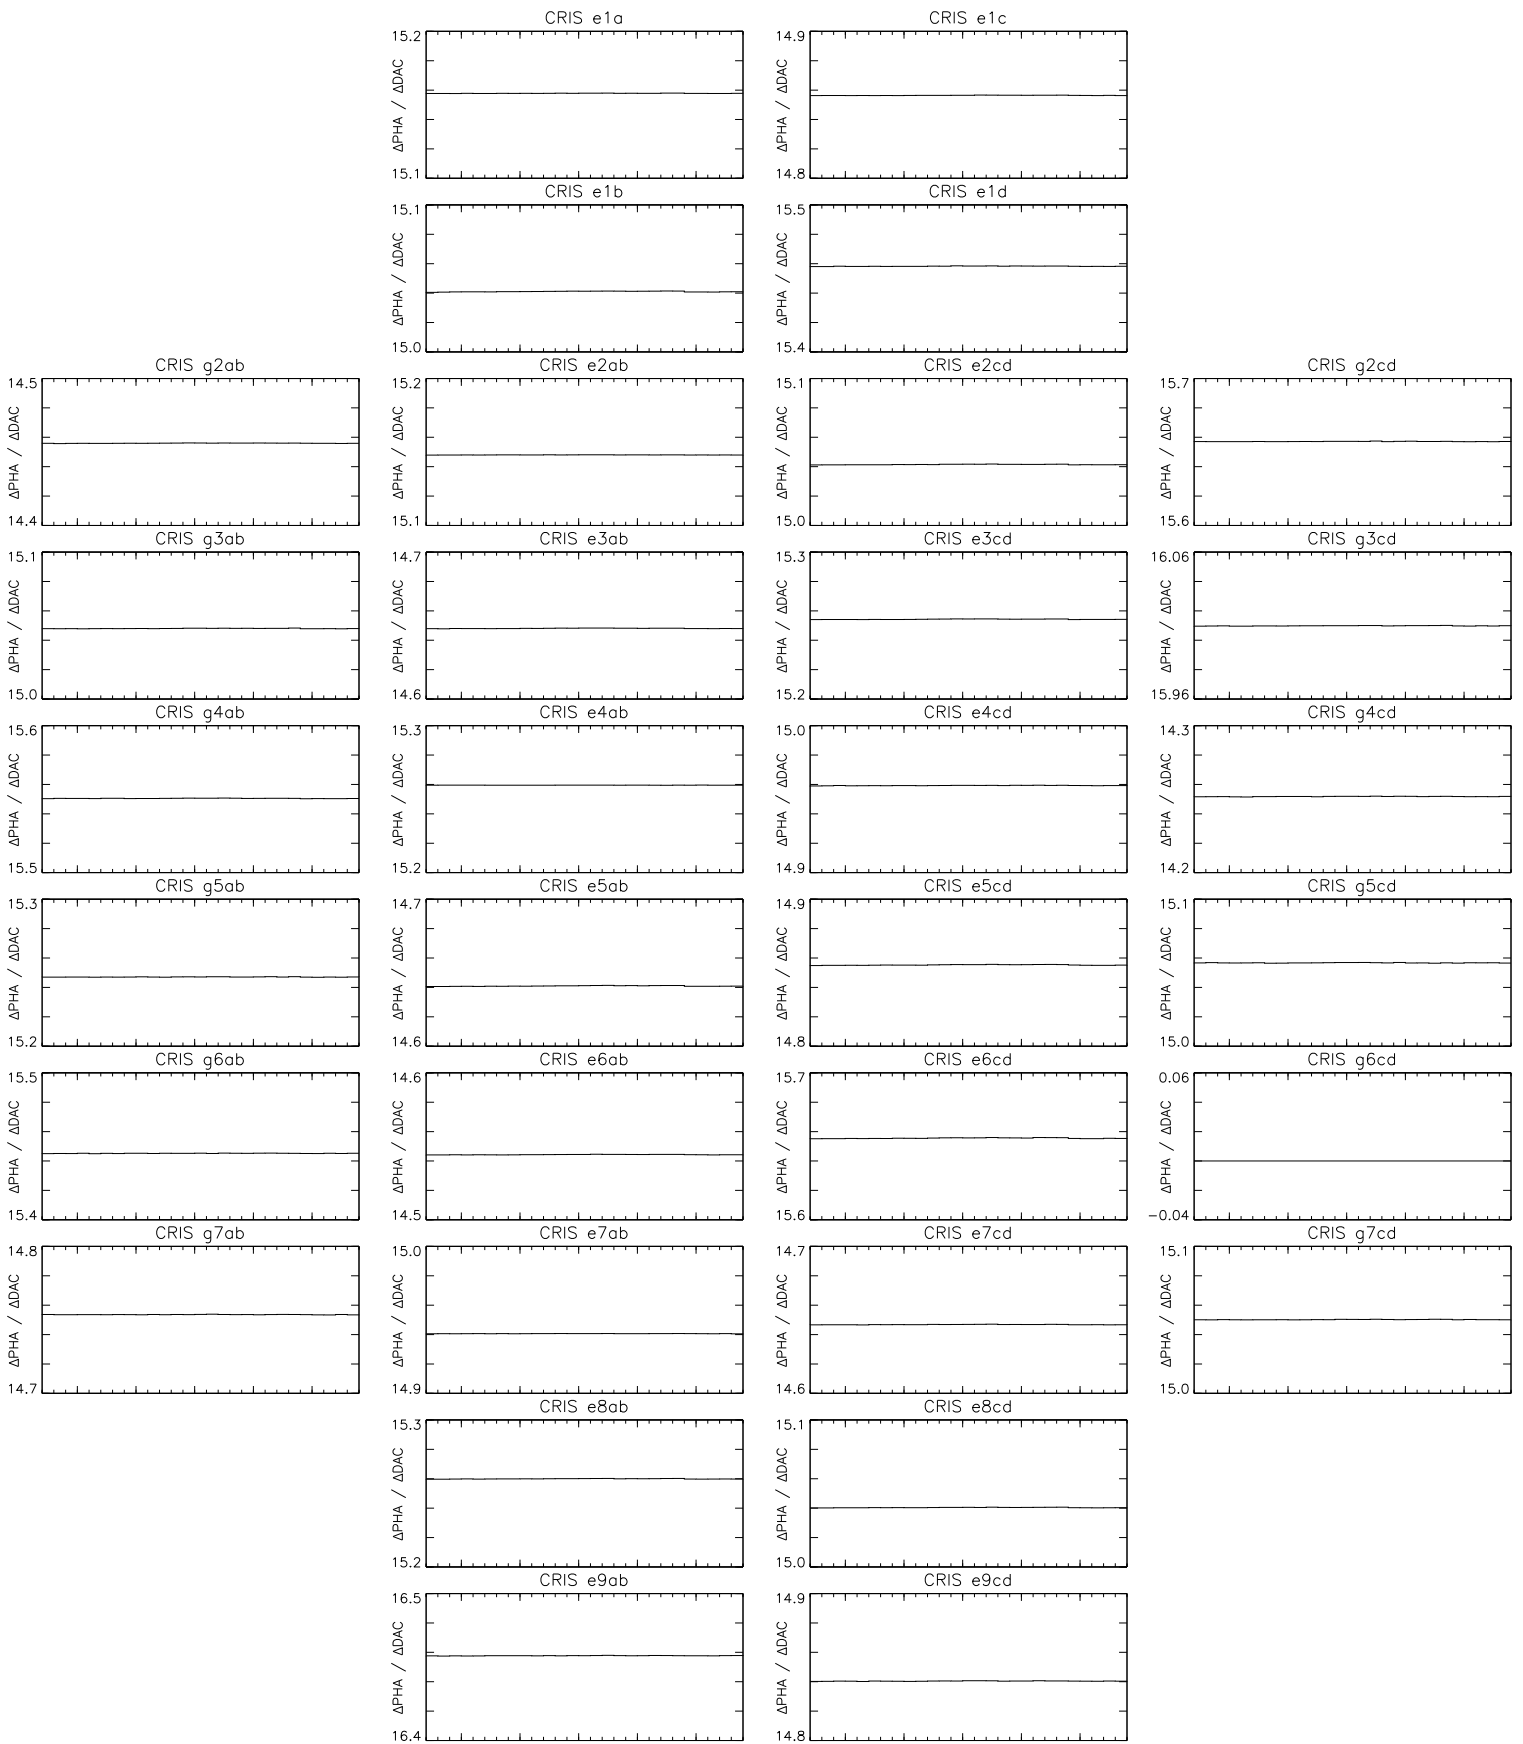 CRIS e1a
15.2
ΔPHA / ΔDAC
15.1
CRIS e1c
14.9
ΔPHA / ΔDAC
14.8
CRIS e1b
15.1
ΔPHA / ΔDAC
15.0
CRIS e1d
15.5
ΔPHA / ΔDAC
15.4
CRIS g2ab
14.5
ΔPHA / ΔDAC
14.4
CRIS e2ab
15.2
ΔPHA / ΔDAC
15.1
CRIS e2cd
15.1
ΔPHA / ΔDAC
15.0
CRIS g2cd
15.7
ΔPHA / ΔDAC
15.6
CRIS g3ab
15.1
ΔPHA / ΔDAC
15.0
CRIS e3ab
14.7
ΔPHA / ΔDAC
14.6
CRIS e3cd
15.3
ΔPHA / ΔDAC
15.2
CRIS g3cd
16.06
ΔPHA / ΔDAC
15.96
CRIS g4ab
15.6
ΔPHA / ΔDAC
15.5
CRIS e4ab
15.3
ΔPHA / ΔDAC
15.2
CRIS e4cd
15.0
ΔPHA / ΔDAC
14.9
CRIS g4cd
14.3
ΔPHA / ΔDAC
14.2
CRIS g5ab
15.3
ΔPHA / ΔDAC
15.2
CRIS e5ab
14.7
ΔPHA / ΔDAC
14.6
CRIS e5cd
14.9
ΔPHA / ΔDAC
14.8
CRIS g5cd
15.1
ΔPHA / ΔDAC
15.0
CRIS g6ab
15.5
ΔPHA / ΔDAC
15.4
CRIS e6ab
14.6
ΔPHA / ΔDAC
14.5
CRIS e6cd
15.7
ΔPHA / ΔDAC
15.6
CRIS g6cd
0.06
ΔPHA / ΔDAC
−0.04
CRIS g7ab
14.8
ΔPHA / ΔDAC
14.7
CRIS e7ab
15.0
ΔPHA / ΔDAC
14.9
CRIS e7cd
14.7
ΔPHA / ΔDAC
14.6
CRIS g7cd
15.1
ΔPHA / ΔDAC
15.0
CRIS e8ab
15.3
ΔPHA / ΔDAC
15.2
CRIS e8cd
15.1
ΔPHA / ΔDAC
15.0
CRIS e9ab
16.5
ΔPHA / ΔDAC
16.4
CRIS e9cd
14.9
ΔPHA / ΔDAC
14.8